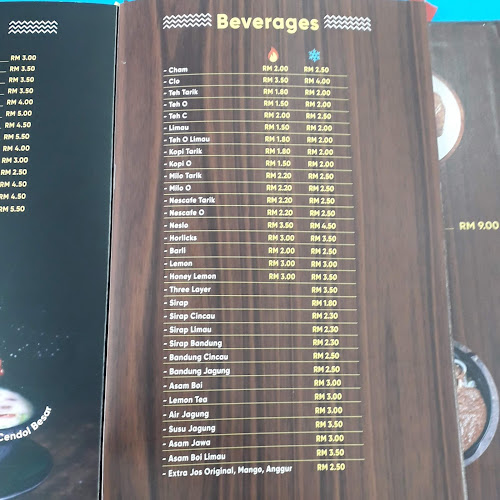 RM 3.00
RM 3.50
RM 3.50
RM 3.50
RM 4.00
RM 5.00
RM 4.50
RM 5.50
RM 4.00
RM 3.00
RM 2.50
RM 4.50
RM 4.50
RM 5.50
Cendol Besar
Beverages
- Cham RM 2.00 RM 2.50
- Clo RM 3.50 RM 4.00
- Teh Tarik RM 1.80 RM 2.00
- Teh O RM 1.50 RM 2.00
- Teh C RM 2.00 RM 2.50
- Limau RM 1.50 RM 2.00
- Teh O Limau RM 1.80 RM 2.00
- Kopi Tarik RM 1.80 RM 2.00
- Kopi O RM 1.50 RM 2.00
- Milo Tarik RM 2.20 RM 2.50
- Milo O RM 2.20 RM 2.50
- Nescafe Tarik RM 2.20 RM 2.50
- Nescafe O RM 2.20 RM 2.50
- Neslo RM 3.50 RM 4.50
- Horlicks RM 3.00 RM 3.50
- Barli RM 2.00 RM 2.50
- Lemon RM 3.00 RM 3.00
- Honey Lemon RM 3.00 RM 3.50
- Three Layer RM 3.50
- Sirap RM 1.80
- Sirap Cincau RM 2.30
- Sirap Limau RM 2.30
- Sirap Bandung RM 2.30
- Bandung Cincau RM 2.50
- Bandung Jagung RM 2.50
- Asam Boi RM 3.00
- Lemon Tea RM 3.00
- Air Jagung RM 3.00
- Susu Jagung RM 3.50
- Asam Jawa RM 3.00
- Asam Boi Limau RM 3.50
- Extra Jos Original, Mango, Anggur RM 2.50
RM 9.00